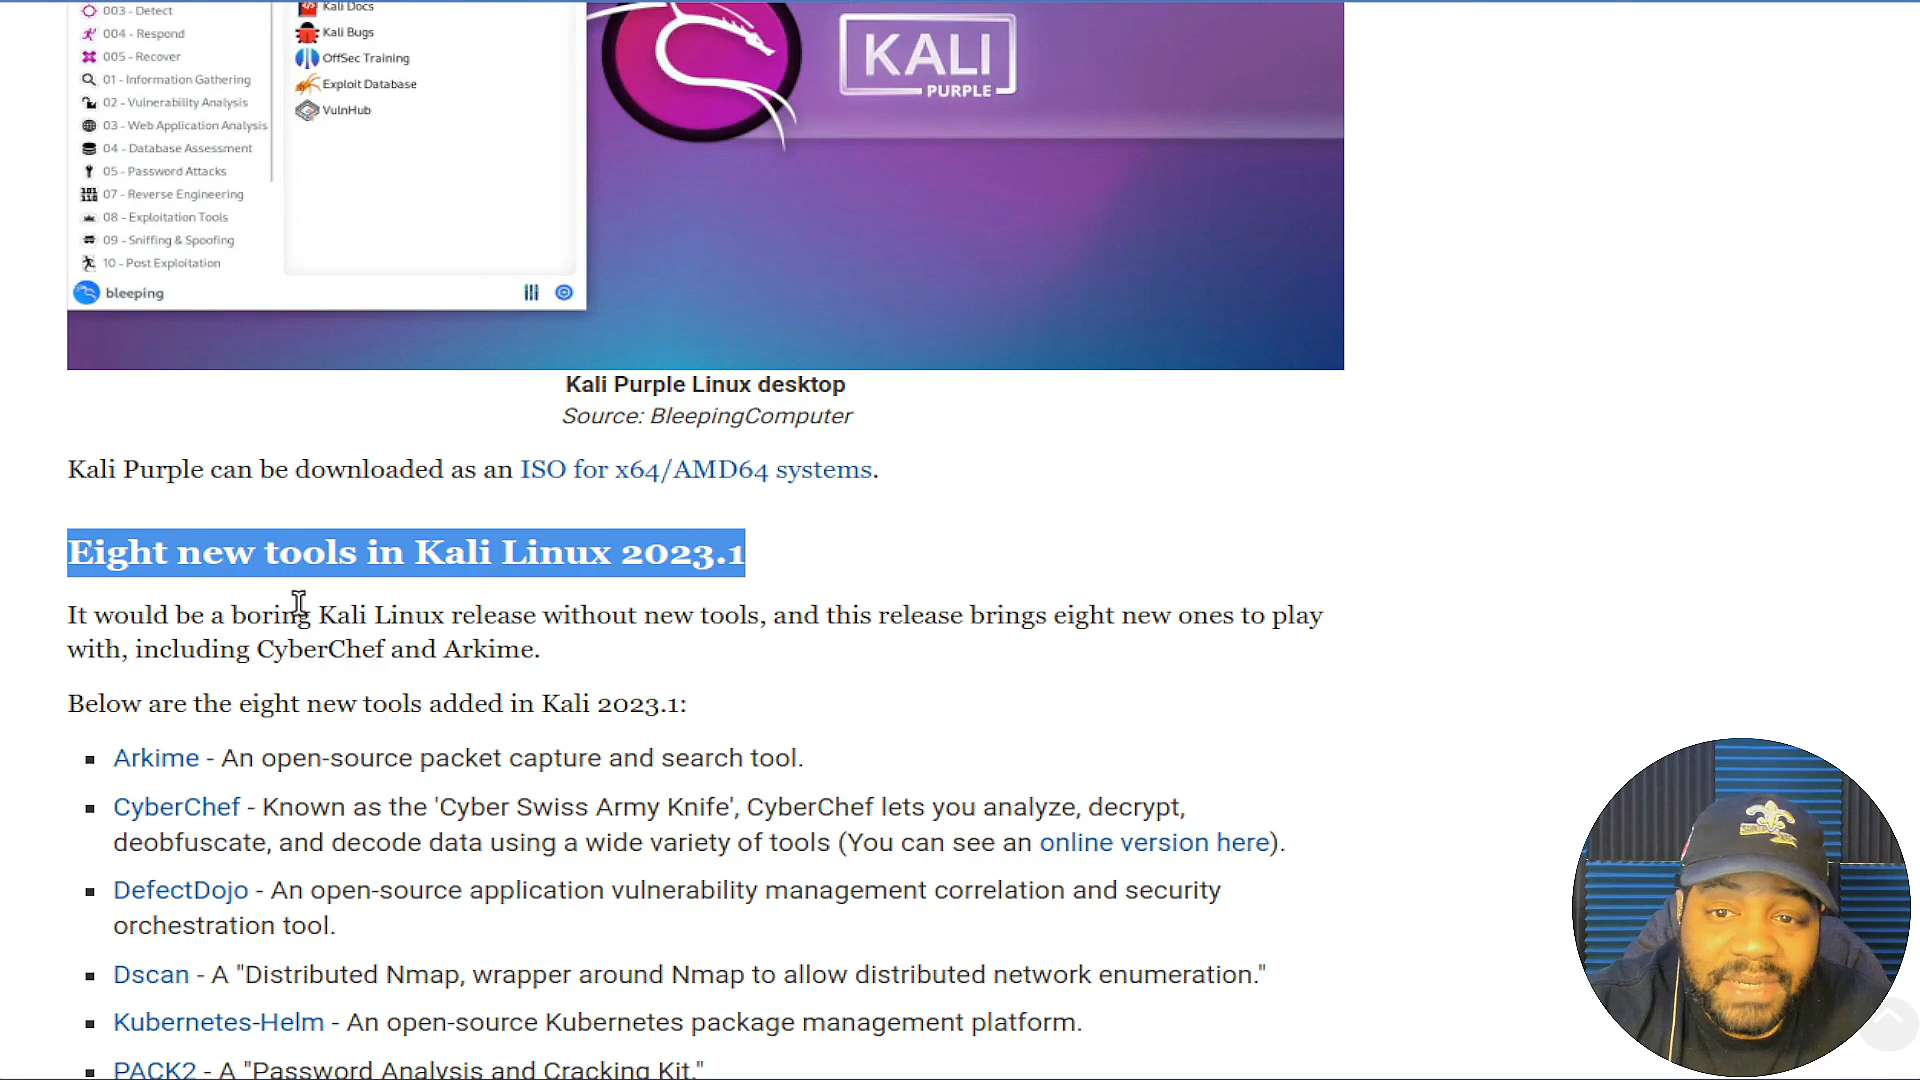 003 - Detect
004 - Respond
005 - Recover
01 - Information Gathering
02 - Vulnerability Analysis
03 - Web Application Analysis
04 - Database Assessment
05 - Password Attacks
07 - Reverse Engineering
08 - Exploitation Tools
09 - Sniffing & Spoofing
10 - Post Exploitation
bleeping
Kali Docs
Kali Bugs
OffSec Training
Exploit Database
VulnHub
KALI
PURPLE
Kali Purple Linux desktop
Source: BleepingComputer
Kali Purple can be downloaded as an ISO for x64/AMD64 systems.
Eight new tools in Kali Linux 2023.1
It would be a boring Kali Linux release without new tools, and this release brings eight new ones to play
with, including CyberChef and Arkime.
Below are the eight new tools added in Kali 2023.1:
Arkime - An open-source packet capture and search tool.
CyberChef - Known as the 'Cyber Swiss Army Knife', CyberChef lets you analyze, decrypt,
deobfuscate, and decode data using a wide variety of tools (You can see an online version here).
DefectDojo - An open-source application vulnerability management correlation and security
orchestration tool.
Dscan - A "Distributed Nmap, wrapper around Nmap to allow distributed network enumeration."
Kubernetes-Helm - An open-source Kubernetes package management platform.
PACK2 - A "Password Analysis and Cracking Kit."